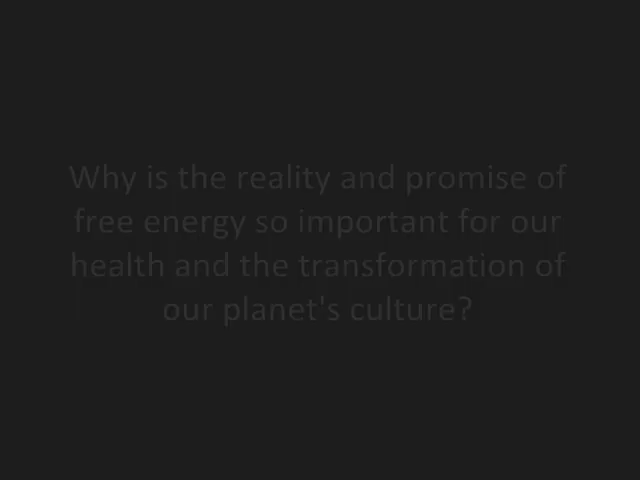 Why is the reality and promise of
free energy so important for our
health and the transformation of
our planet's culture?